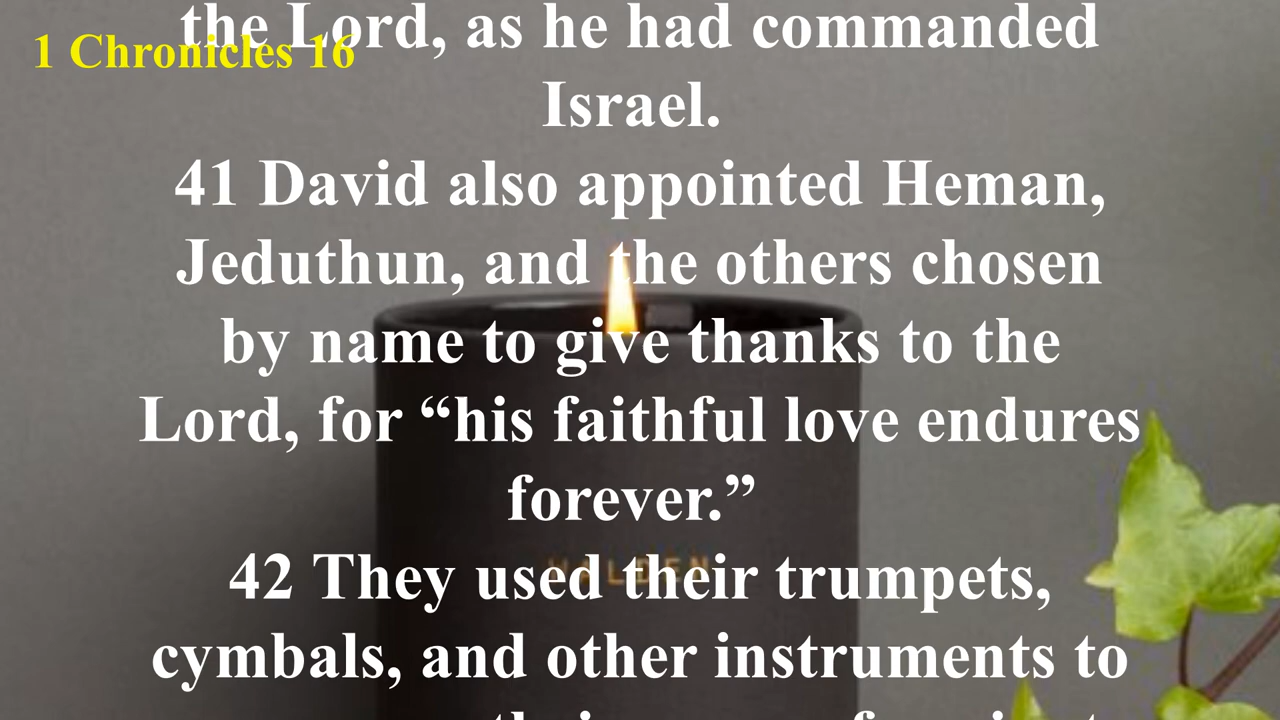 the Lord, as he had commanded
1 Chronicles 16
Israel.
41 David also appointed Heman,
Jeduthun, and the others chosen
by name to give thanks to the
Lord, for “his faithful love endures
forever.”
42 They used their trumpets,
cymbals, and other instruments to